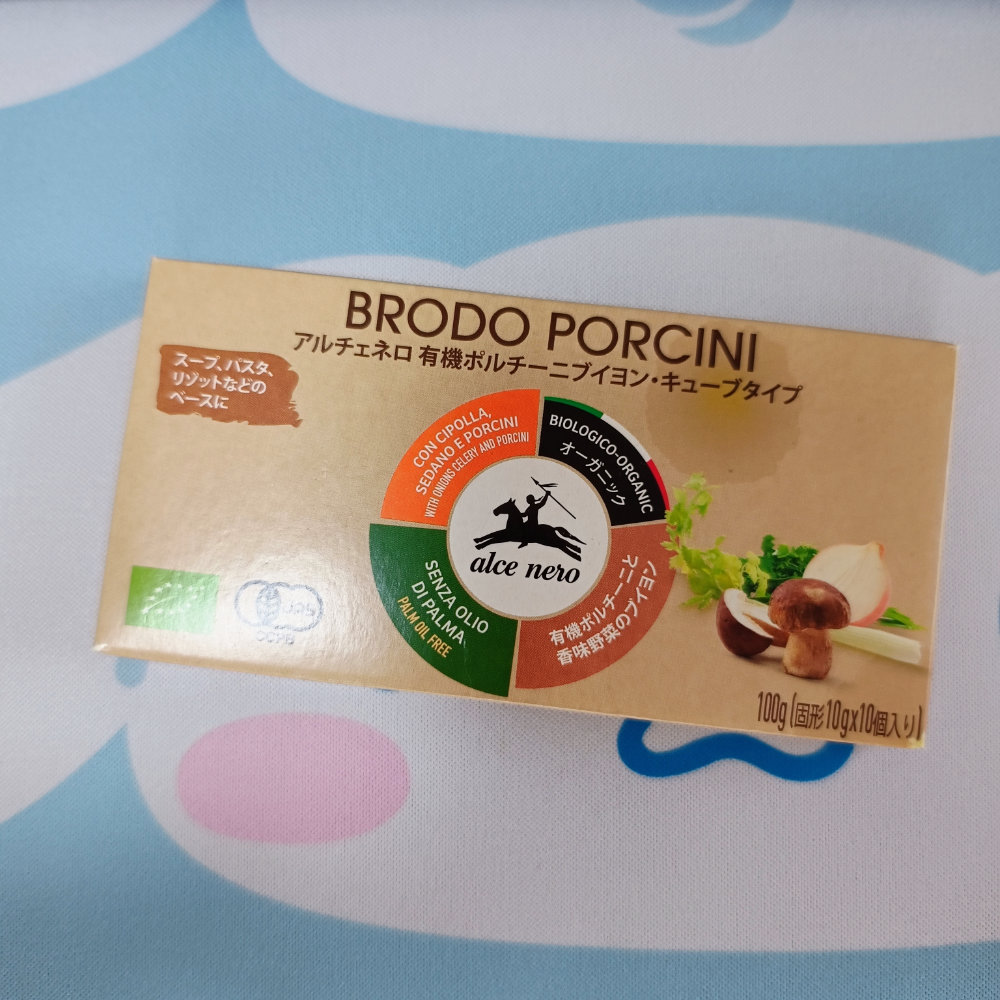 BRODO PORCINI
アルチェネロ 有機ポルチーニブイヨン・キューブタイプ
スープ、パスタ、
リゾットなどの
ベースに
CON CIPOLLA,
SEDANO E PORCINI
WITH ONIONS CELERY AND PORCINI
BIOLOGICO-ORGANIC
オーガニック
alce nero
SENZA OLIO
DI PALMA
PALM OIL FREE
有機ポルチーニと
香味野菜のブイヨン
JAS
CCPB
100g (固形10gx10個入り)